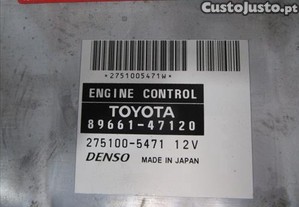 CustoJusto.pt
*2751005471W*
ENGINE CONTROL
TOYOTA
89661-47120
275100-5471 12V
DENSO MADE IN JAPAN